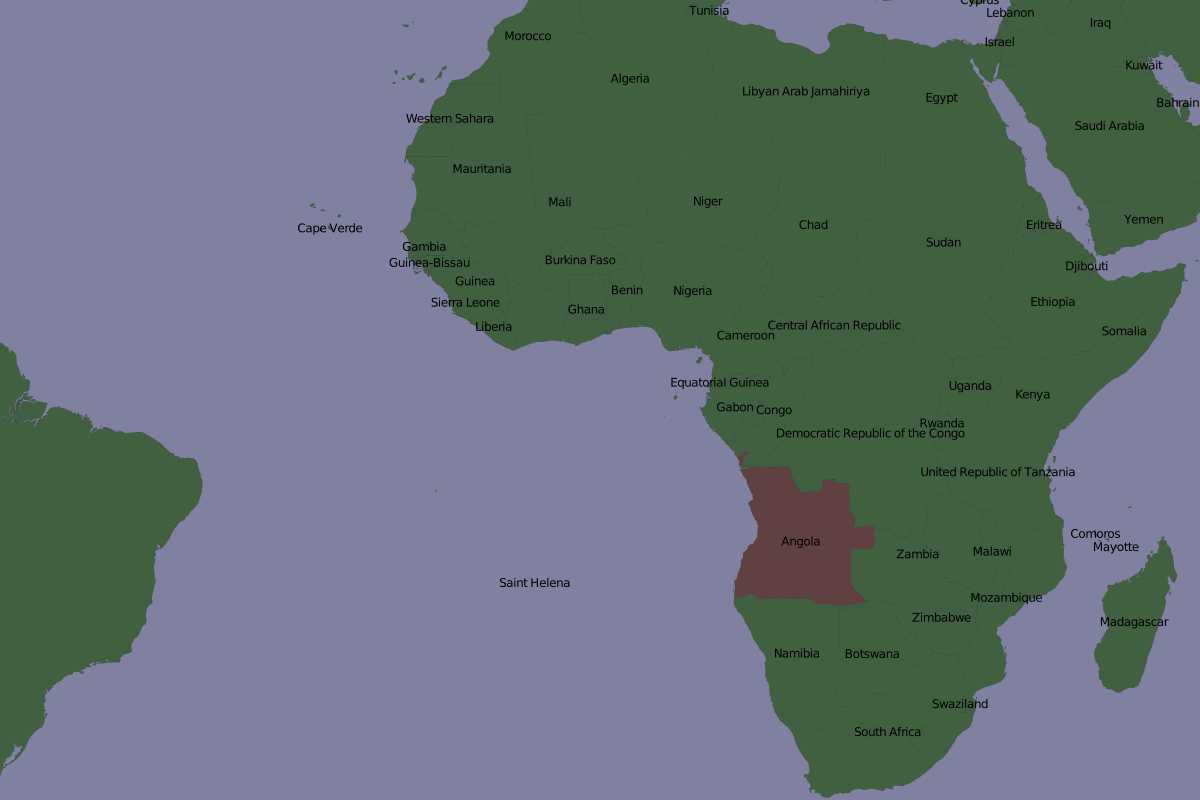 Cyprus
Tunisia
Lebanon
Iraq
Morocco
Israel
Kuwait
Algeria
Libyan Arab Jamahiriya
Egypt
Bahrain
Western Sahara
Saudi Arabia
Mauritania
Mali
Niger
Cape Verde
Chad
Eritrea
Yemen
Gambia
Sudan
Guinea-Bissau
Burkina Faso
Djibouti
Guinea
Benin
Nigeria
Sierra Leone
Ghana
Ethiopia
Liberia
Cameroon
Central African Republic
Somalia
Equatorial Guinea
Uganda
Kenya
Gabon
Congo
Rwanda
Democratic Republic of the Congo
United Republic of Tanzania
Angola
Comoros
Mayotte
Zambia
Malawi
Saint Helena
Mozambique
Zimbabwe
Madagascar
Namibia
Botswana
Swaziland
South Africa